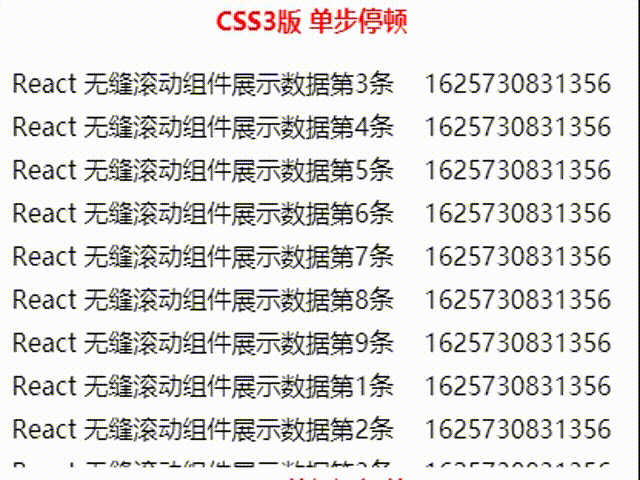 CSS3版 单步停顿
React 无缝滚动组件展示数据第3条 1625730831356
React 无缝滚动组件展示数据第4条 1625730831356
React 无缝滚动组件展示数据第5条 1625730831356
React 无缝滚动组件展示数据第6条 1625730831356
React 无缝滚动组件展示数据第7条 1625730831356
React 无缝滚动组件展示数据第8条 1625730831356
React 无缝滚动组件展示数据第9条 1625730831356
React 无缝滚动组件展示数据第1条 1625730831356
React 无缝滚动组件展示数据第2条 1625730831356